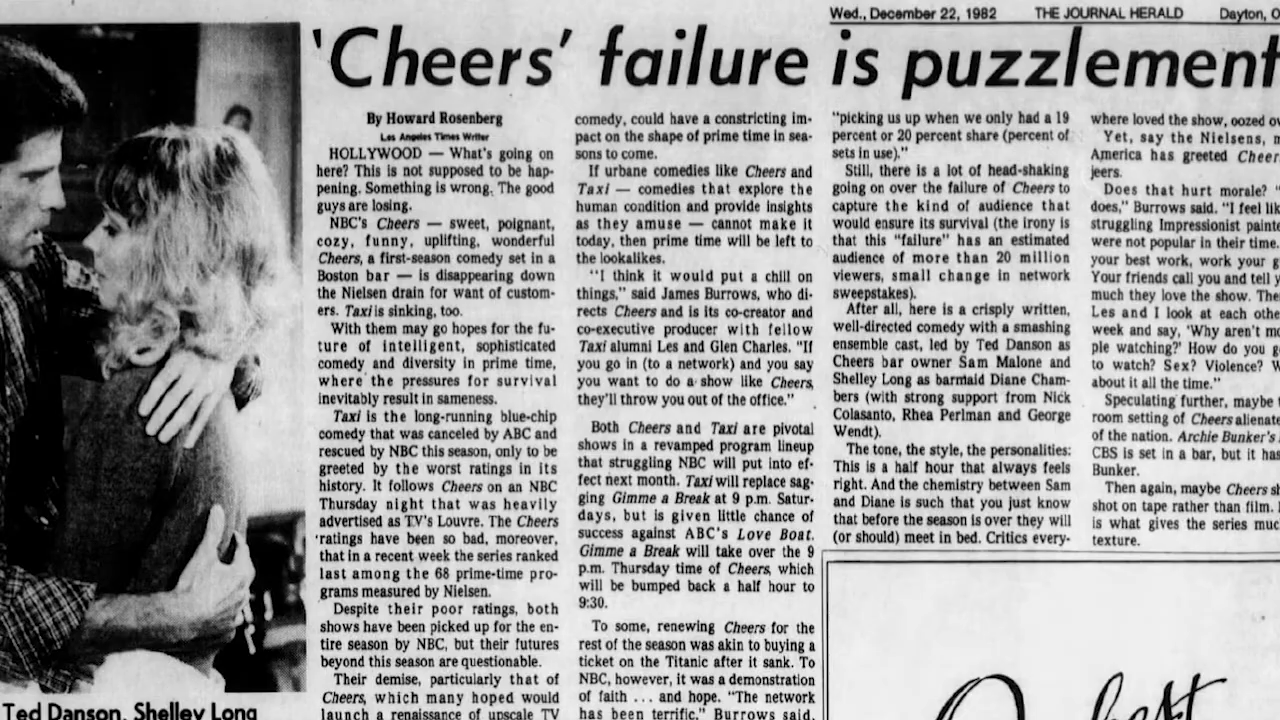 Wed., December 22, 1982 THE JOURNAL HERALD Dayton,
'Cheers' failure is puzzlement
By Howard Rosenberg
Los Angeles Times Writer
HOLLYWOOD — What's going on
here? This is not supposed to be hap-
pening. Something is wrong. The good
guys are losing.
NBC's Cheers — sweet, poignant,
cozy, funny, uplifting, wonderful
Cheers, a first-season comedy set in a
Boston bar — is disappearing down
the Nielsen drain for want of custom-
ers. Taxi is sinking, too.
With them may go hopes for the fu-
ture of intelligent, sophisticated
comedy and diversity in prime time,
where the pressures for survival
inevitably result in sameness.
Taxi is the long-running blue-chip
comedy that was canceled by ABC and
rescued by NBC this season, only to be
greeted by the worst ratings in its
history. It follows Cheers on an NBC
Thursday night that was heavily
advertised as TV's Louvre. The Cheers
ratings have been so bad, moreover,
that in a recent week the series ranked
last among the 68 prime-time pro-
grams measured by Nielsen.
Despite their poor ratings, both
shows have been picked up for the en-
tire season by NBC, but their futures
beyond this season are questionable.
Their demise, particularly that of
Cheers, which many hoped would
launch a renaissance of upscale TV
comedy, could have a constricting im-
pact on the shape of prime time in sea-
sons to come.
If urbane comedies like Cheers and
Taxi — comedies that explore the
human condition and provide insights
as they amuse — cannot make it
today, then prime time will be left to
the lookalikes.
"I think it would put a chill on
things," said James Burrows, who di-
rects Cheers and is its co-creator and
co-executive producer with fellow
Taxi alumni Les and Glen Charles. "If
you go in (to a network) and you say
you want to do a show like Cheers,
they'll throw you out of the office."
Both Cheers and Taxi are pivotal
shows in a revamped program lineup
that struggling NBC will put into ef-
fect next month. Taxi will replace sag-
ging Gimme a Break at 9 p.m. Satur-
days, but is given little chance of
success against ABC's Love Boat.
Gimme a Break will take over the 9
p.m. Thursday time of Cheers, which
will be bumped back a half hour to
9:30.
To some, renewing Cheers for the
rest of the season was akin to buying a
ticket on the Titanic after it sank. To
NBC, however, it was a demonstration
of faith ... and hope. "The network
has been terrific," Burrows said,
"picking us up when we only had a 19
percent or 20 percent share (percent of
sets in use)."
Still, there is a lot of head-shaking
going on over the failure of Cheers to
capture the kind of audience that
would ensure its survival (the irony is
that this "failure" has an estimated
audience of more than 20 million
viewers, small change in network
sweepstakes).
After all, here is a crisply written,
well-directed comedy with a smashing
ensemble cast, led by Ted Danson as
Cheers bar owner Sam Malone and
Shelley Long as barmaid Diane Cham-
bers (with strong support from Nick
Colasanto, Rhea Perlman and George
Wendt).
The tone, the style, the personalities:
This is a half hour that always feels
right. And the chemistry between Sam
and Diane is such that you just know
that before the season is over they will
(or should) meet in bed. Critics every-
where loved the show, oozed
Yet, say the Nielsens,
America has greeted
jeers.
Does that hurt morale?
does," Burrows said. "I feel
struggling Impressionist
were not popular in their time.
your best work, work your
Your friends call you and tell
much they love the show.
Les and I look at each
week and say, 'Why aren't
ple watching?' How do you
to watch? Sex? Violence?
about it all the time."
Speculating further, maybe
room setting of Cheers
of the nation. Archie Bunker's
CBS is set in a bar, but it has
Bunker.
Then again, maybe Cheers
shot on tape rather than film.
is what gives the series
texture.
Ted Danson, Shelley Long